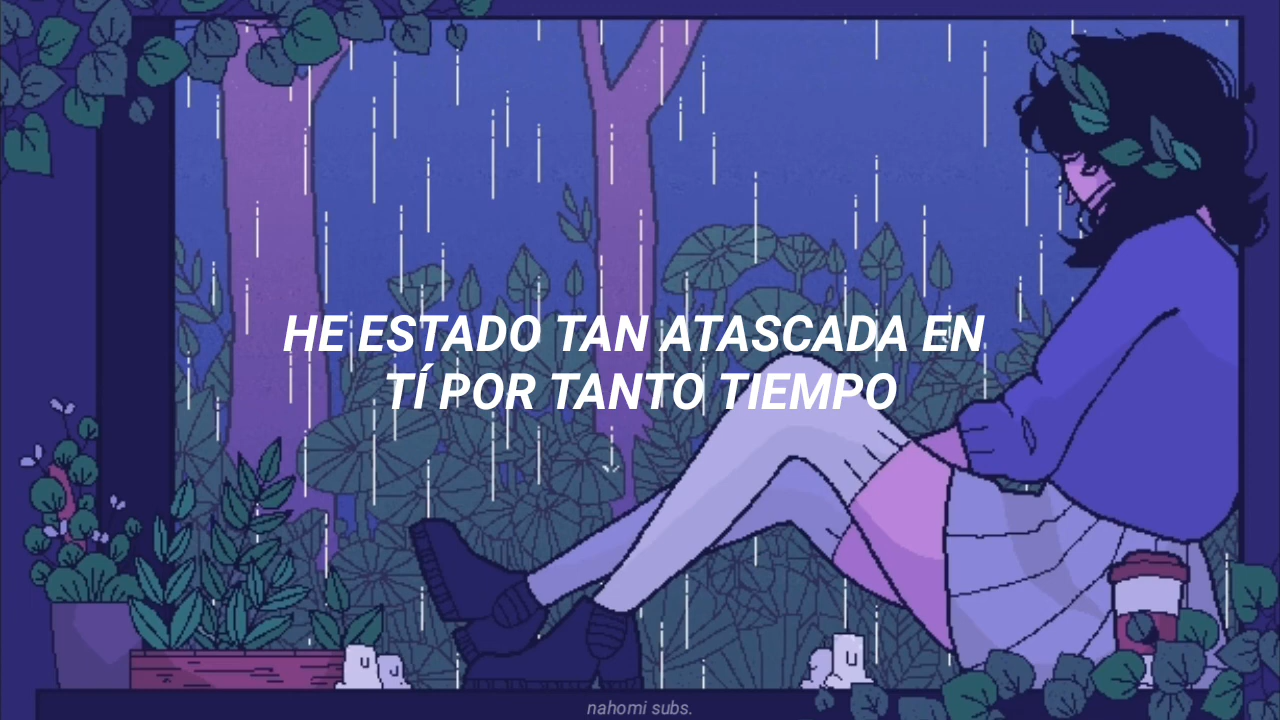 HE ESTADO TAN ATASCADA EN
TÍ POR TANTO TIEMPO
nahomi subs.